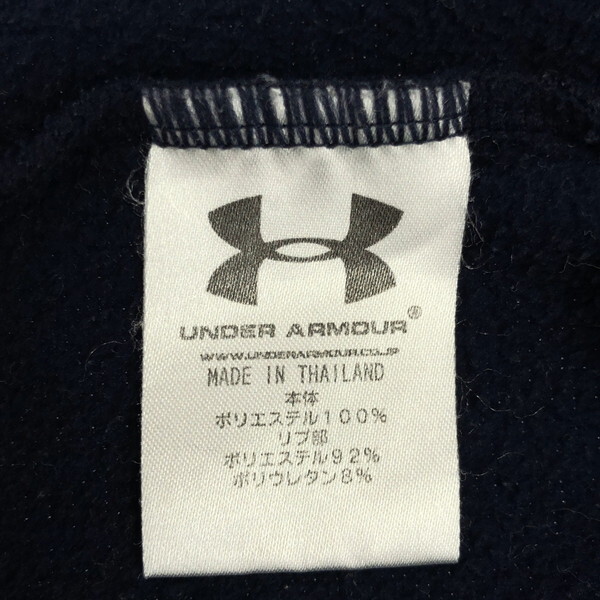 UNDER ARMOUR®
WWW.UNDERARMOUR.CO.JP
MADE IN THAILAND
本体
ポリエステル100%
リブ部
ポリエステル92%
ポリウレタン8%